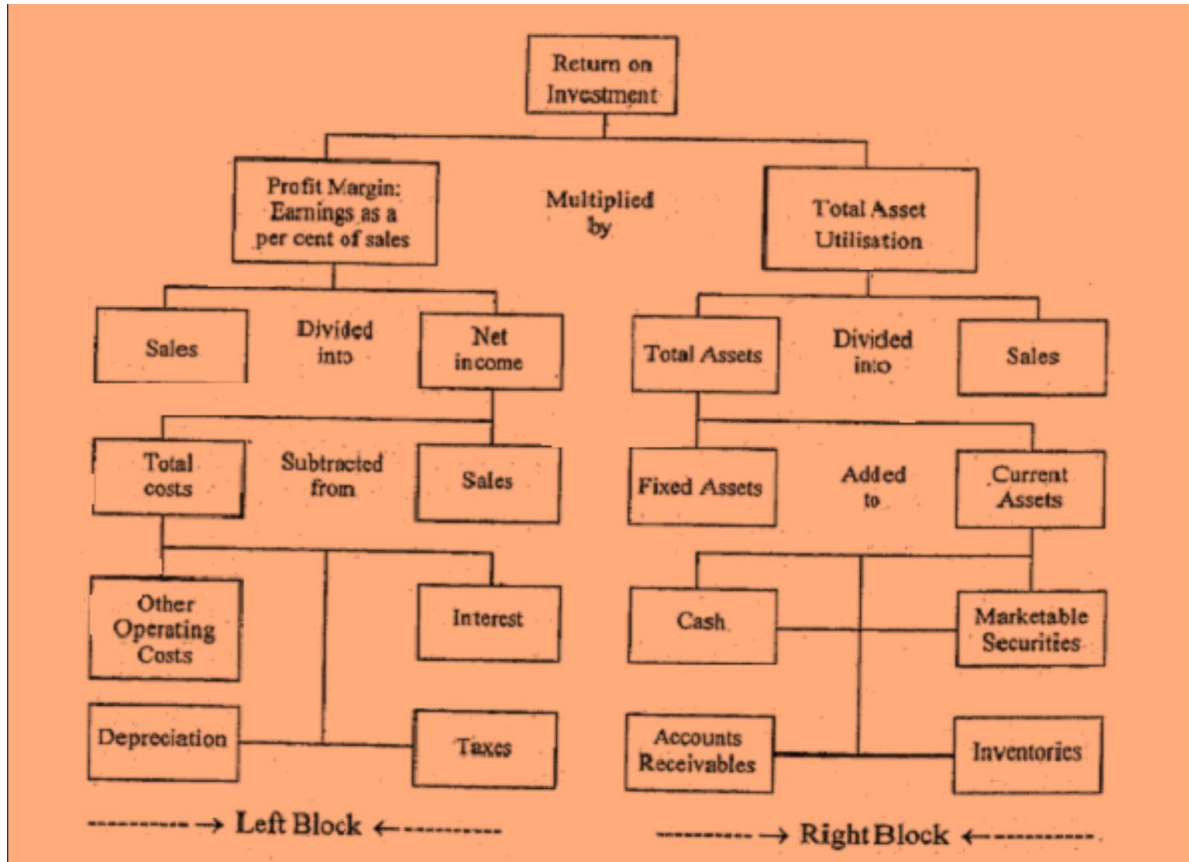 Return on
Investment
Profit Margin:
Earnings as a
per cent of sales
Multiplied
by
Total Asset
Utilisation
Sales
Divided
into
Net
income
Total Assets
Divided
into
Sales
Total
costs
Subtracted
from
Sales
Fixed Assets
Added
to
Current
Assets
Other
Operating
Costs
Interest
Cash
Marketable
Securities
Depreciation
Taxes
Accounts
Receivables
Inventories
Left Block
Right Block